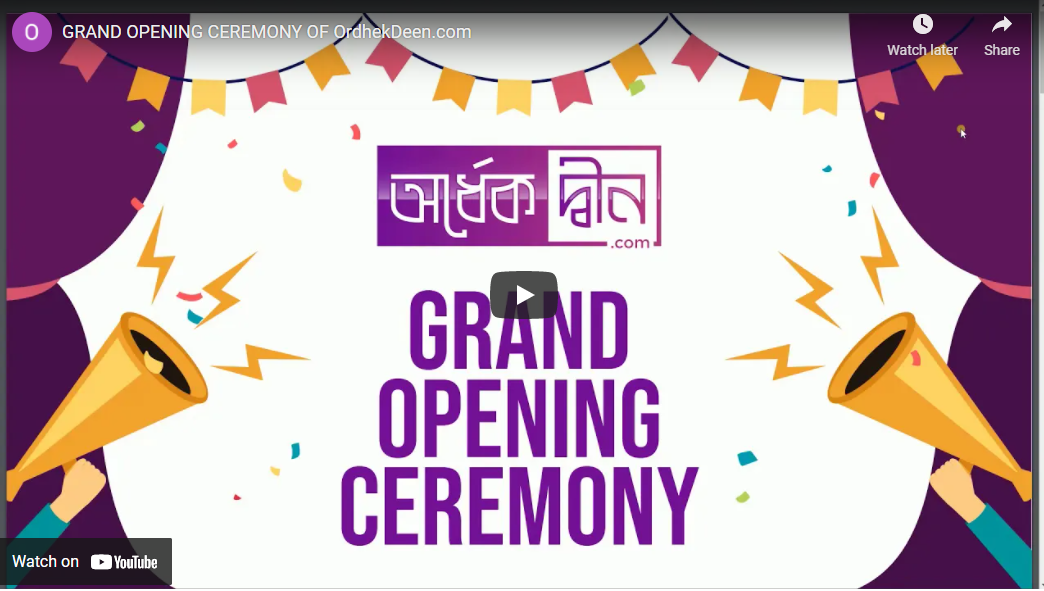 O
GRAND OPENING CEREMONY OF OrdhekDeen.com
Watch later
Share
অর্ধেক দ্বীন
.com
GRAND
OPENING
CEREMONY
Watch on YouTube